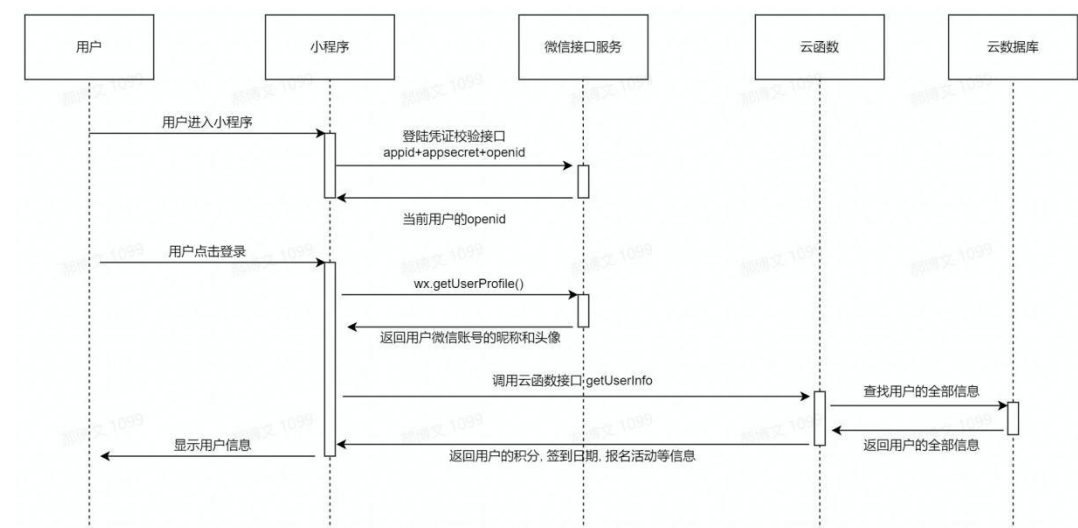 用户
小程序
微信接口服务
云函数
云数据库
用户进入小程序
登陆凭证校验接口
appid+appsecret+openid
当前用户的openid
用户点击登录
wx.getUserProfile()
返回用户微信账号的昵称和头像
调用云函数接口 getUserInfo
查找用户的全部信息
返回用户的全部信息
返回用户的积分, 签到日期, 报名活动等信息
显示用户信息